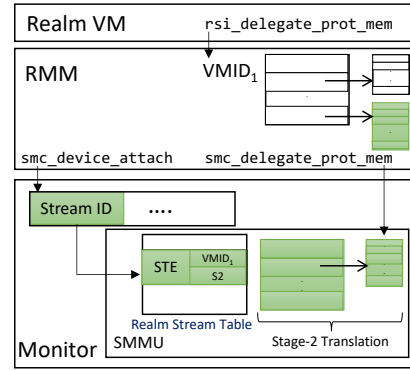 Realm VM
rsi_delegate_prot_mem
RMM
VMID1
smc_device_attach
smc_delegate_prot_mem
Stream ID
....
STE
VMID1
S2
Realm Stream Table
Stage-2 Translation
SMMU
Monitor